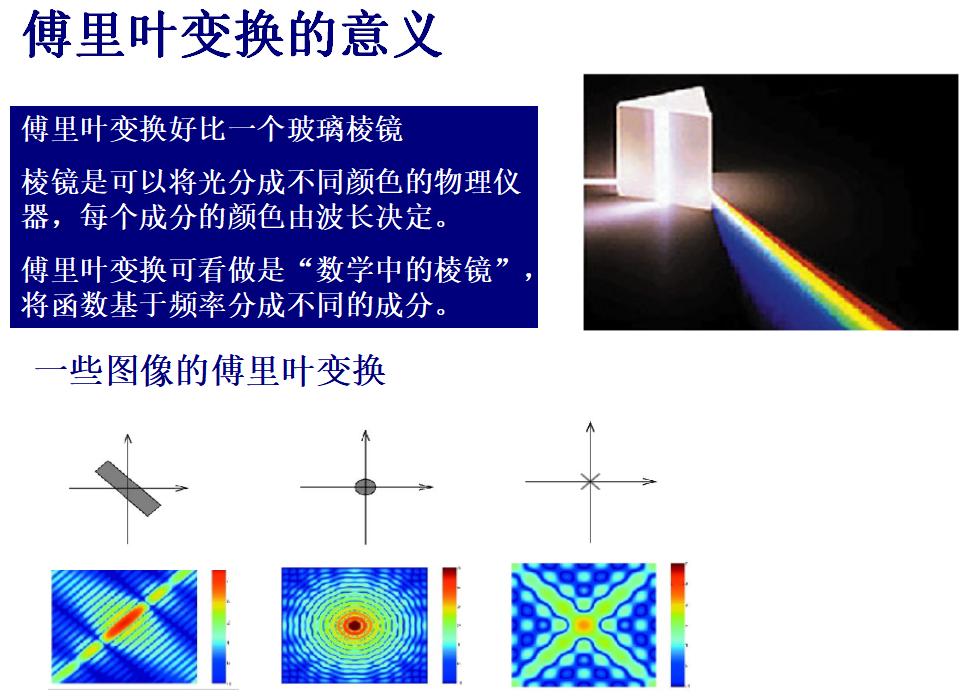 傅里叶变换的意义
傅里叶变换好比一个玻璃棱镜
棱镜是可以将光分成不同颜色的物理仪
器，每个成分的颜色由波长决定。
傅里叶变换可看做是“数学中的棱镜”，
将函数基于频率分成不同的成分。
一些图像的傅里叶变换